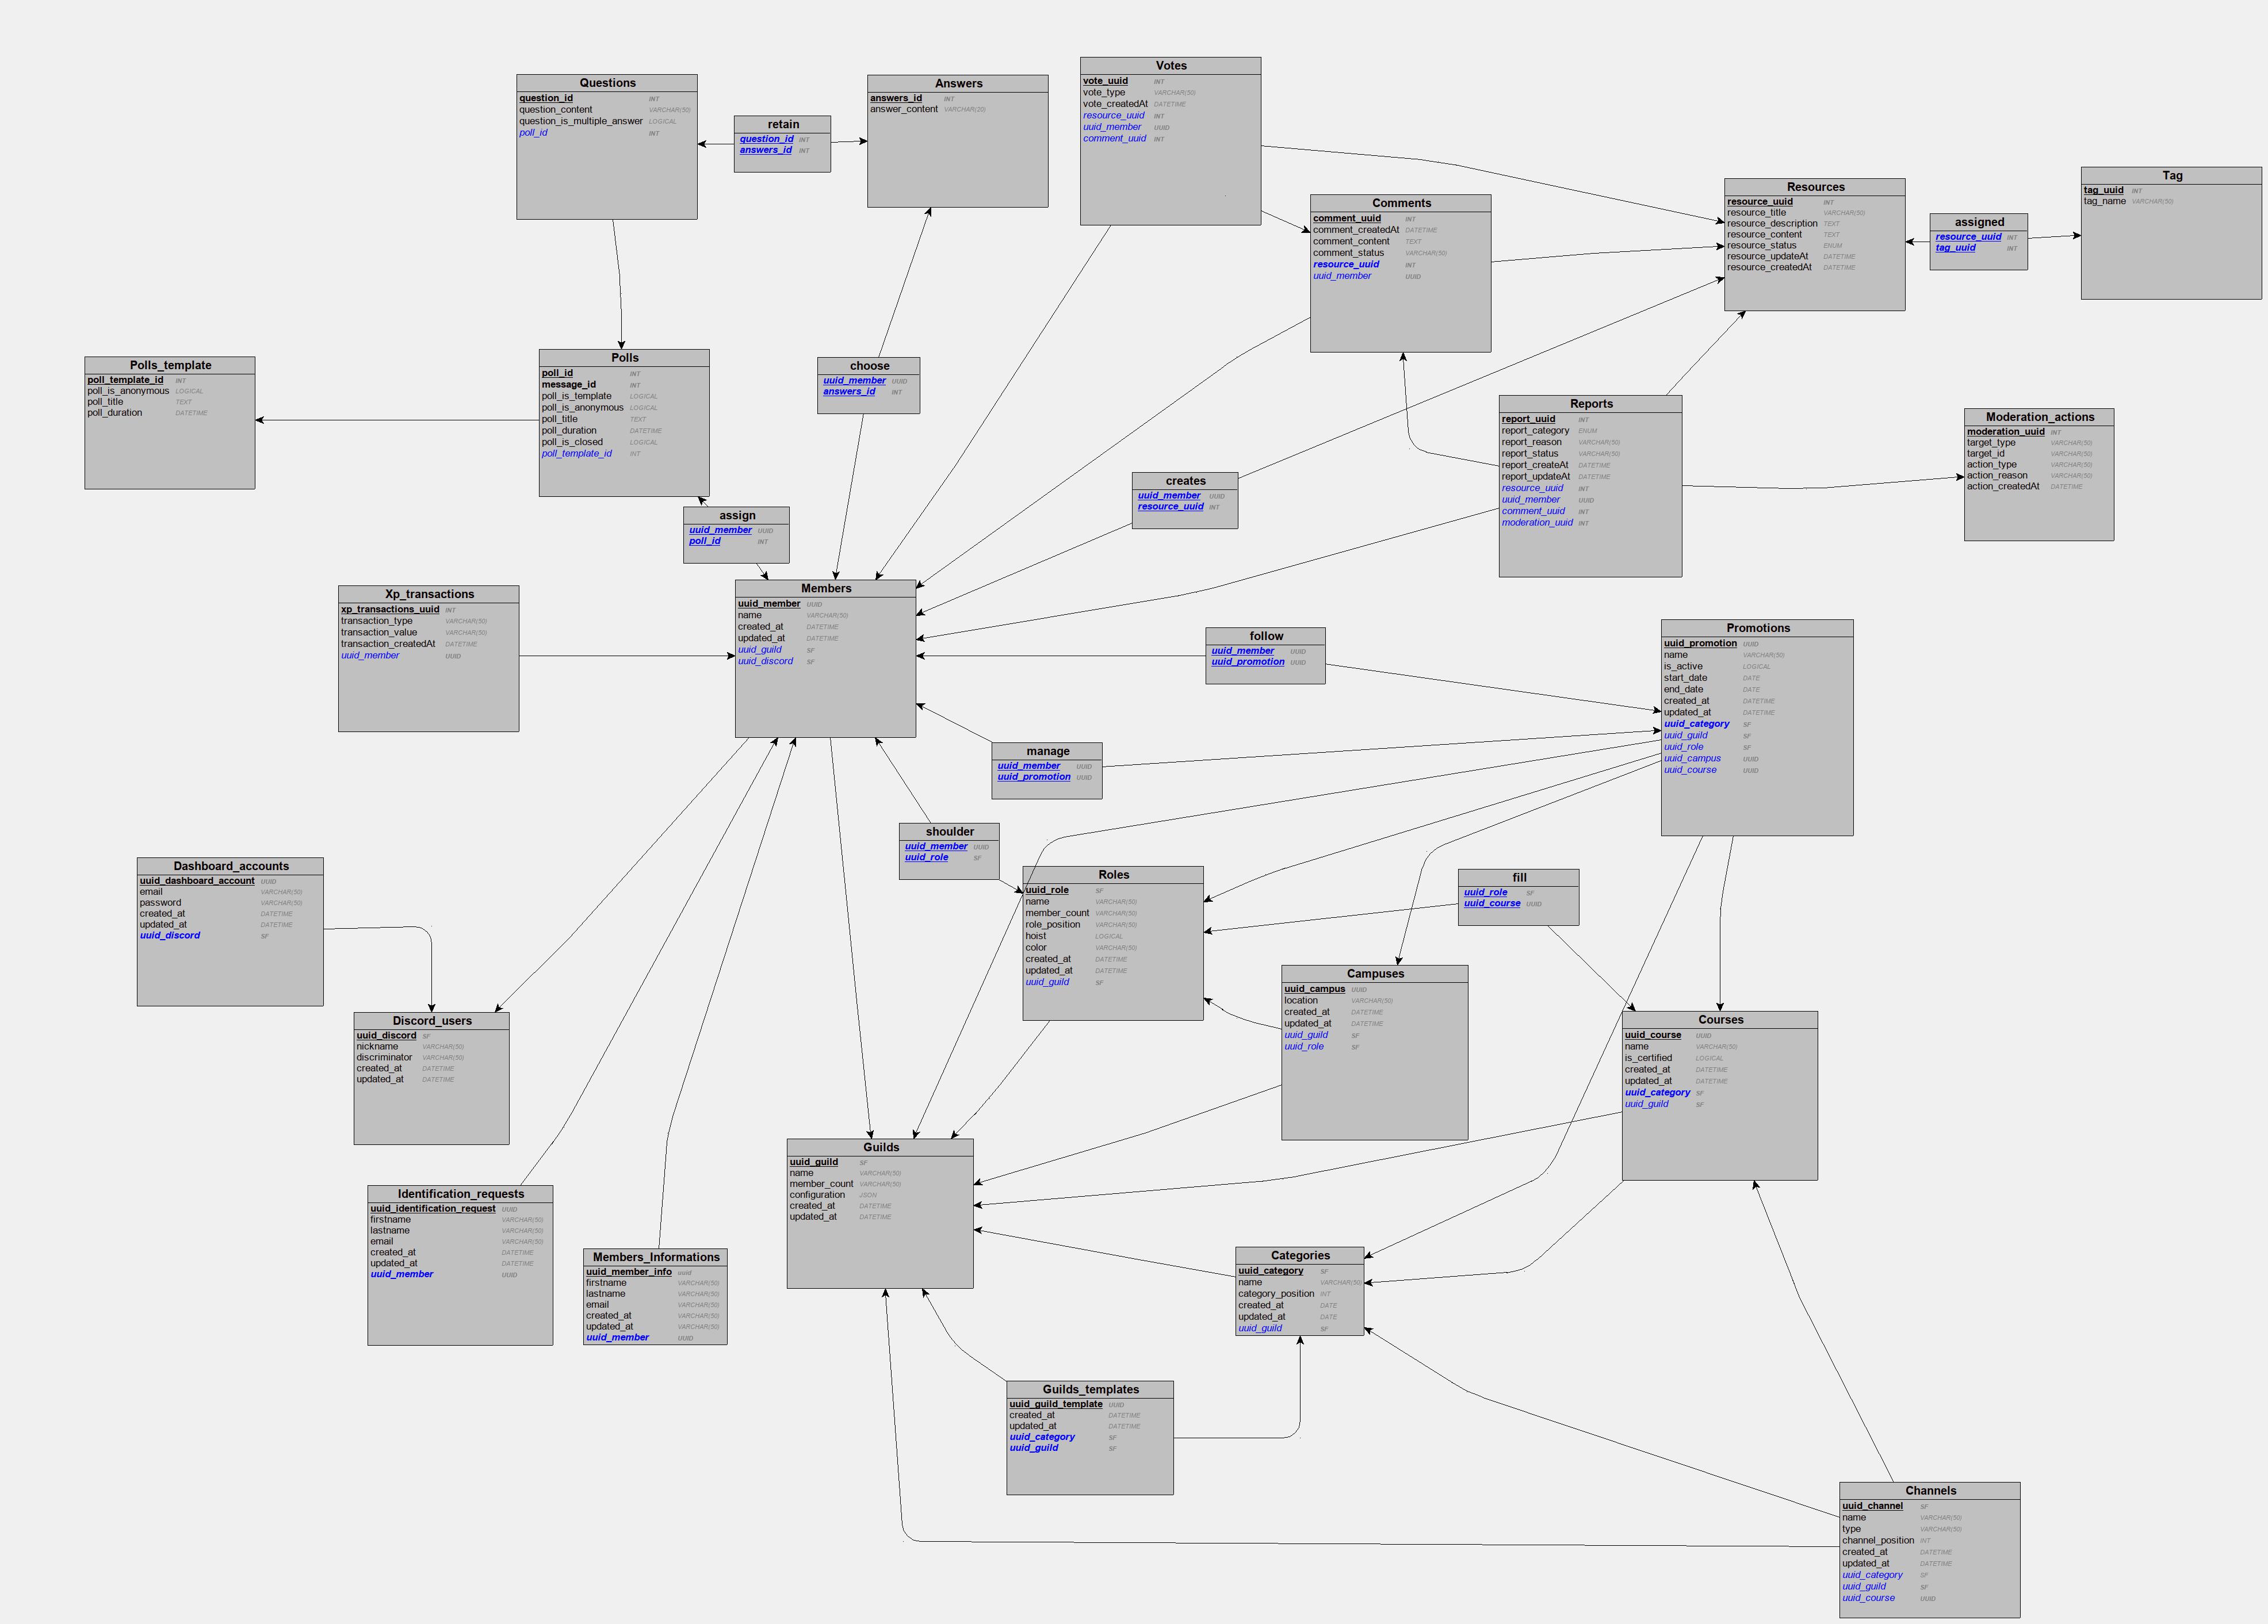 Questions
question_id INT
question_content VARCHAR(50)
question_is_multiple_answer LOGICAL
poll_id INT
retain
question_id INT
answers_id INT
Answers
answers_id INT
answer_content VARCHAR(20)
Votes
vote_uuid INT
vote_type VARCHAR(50)
vote_createdAt DATETIME
resource_uuid INT
uuid_member UUID
comment_uuid INT
Comments
comment_uuid INT
comment_createdAt DATETIME
comment_content TEXT
comment_status VARCHAR(50)
resource_uuid INT
uuid_member UUID
Resources
resource_uuid INT
resource_title VARCHAR(50)
resource_description TEXT
resource_content TEXT
resource_status ENUM
resource_updateAt DATETIME
resource_createdAt DATETIME
assigned
resource_uuid INT
tag_uuid INT
Tag
tag_uuid INT
tag_name VARCHAR(50)
Polls_template
poll_template_id INT
poll_is_anonymous LOGICAL
poll_title TEXT
poll_duration DATETIME
Polls
poll_id INT
message_id INT
poll_is_template LOGICAL
poll_is_anonymous LOGICAL
poll_title TEXT
poll_duration DATETIME
poll_is_closed LOGICAL
poll_template_id INT
choose
uuid_member UUID
answers_id INT
creates
uuid_member UUID
resource_uuid INT
Reports
report_uuid INT
report_category ENUM
report_reason VARCHAR(50)
report_status VARCHAR(50)
report_createAt DATETIME
report_updateAt DATETIME
resource_uuid INT
uuid_member UUID
comment_uuid INT
moderation_uuid INT
Moderation_actions
moderation_uuid INT
target_type VARCHAR(50)
target_id VARCHAR(50)
action_type VARCHAR(50)
action_reason VARCHAR(50)
action_createdAt DATETIME
assign
uuid_member UUID
poll_id INT
Xp_transactions
xp_transactions_uuid INT
transaction_type VARCHAR(50)
transaction_value VARCHAR(50)
transaction_createdAt DATETIME
uuid_member UUID
Members
uuid_member UUID
name VARCHAR(50)
created_at DATETIME
updated_at DATETIME
uuid_guild SF
uuid_discord SF
follow
uuid_member UUID
uuid_promotion UUID
Promotions
uuid_promotion UUID
name VARCHAR(50)
is_active LOGICAL
start_date DATE
end_date DATE
created_at DATETIME
updated_at DATETIME
uuid_category SF
uuid_guild SF
uuid_role SF
uuid_campus UUID
uuid_course UUID
manage
uuid_member UUID
uuid_promotion UUID
shoulder
uuid_member UUID
uuid_role SF
Dashboard_accounts
uuid_dashboard_account UUID
email VARCHAR(50)
password VARCHAR(50)
created_at DATETIME
updated_at DATETIME
uuid_discord SF
Roles
uuid_role SF
name VARCHAR(50)
member_count VARCHAR(50)
role_position VARCHAR(50)
hoist LOGICAL
color VARCHAR(50)
created_at DATETIME
updated_at DATETIME
uuid_guild SF
fill
uuid_role SF
uuid_course UUID
Campuses
uuid_campus UUID
location VARCHAR(50)
created_at DATETIME
updated_at DATETIME
uuid_guild SF
uuid_role SF
Discord_users
uuid_discord SF
nickname VARCHAR(50)
discriminator VARCHAR(50)
created_at DATETIME
updated_at DATETIME
Courses
uuid_course UUID
name VARCHAR(50)
is_certified LOGICAL
created_at DATETIME
updated_at DATETIME
uuid_category SF
uuid_guild SF
Guilds
uuid_guild SF
name VARCHAR(50)
member_count VARCHAR(50)
configuration JSON
created_at DATETIME
updated_at DATETIME
Identification_requests
uuid_identification_request UUID
firstname VARCHAR(50)
lastname VARCHAR(50)
email VARCHAR(50)
created_at DATETIME
updated_at DATETIME
uuid_member UUID
Members_Informations
uuid_member_info uuid
firstname VARCHAR(50)
lastname VARCHAR(50)
email VARCHAR(50)
created_at VARCHAR(50)
updated_at VARCHAR(50)
uuid_member UUID
Categories
uuid_category SF
name VARCHAR(50)
category_position INT
created_at DATE
updated_at DATE
uuid_guild SF
Guilds_templates
uuid_guild_template UUID
created_at DATETIME
updated_at DATETIME
uuid_category SF
uuid_guild SF
Channels
uuid_channel SF
name VARCHAR(50)
type VARCHAR(50)
channel_position INT
created_at DATETIME
updated_at DATETIME
uuid_category SF
uuid_guild SF
uuid_course UUID